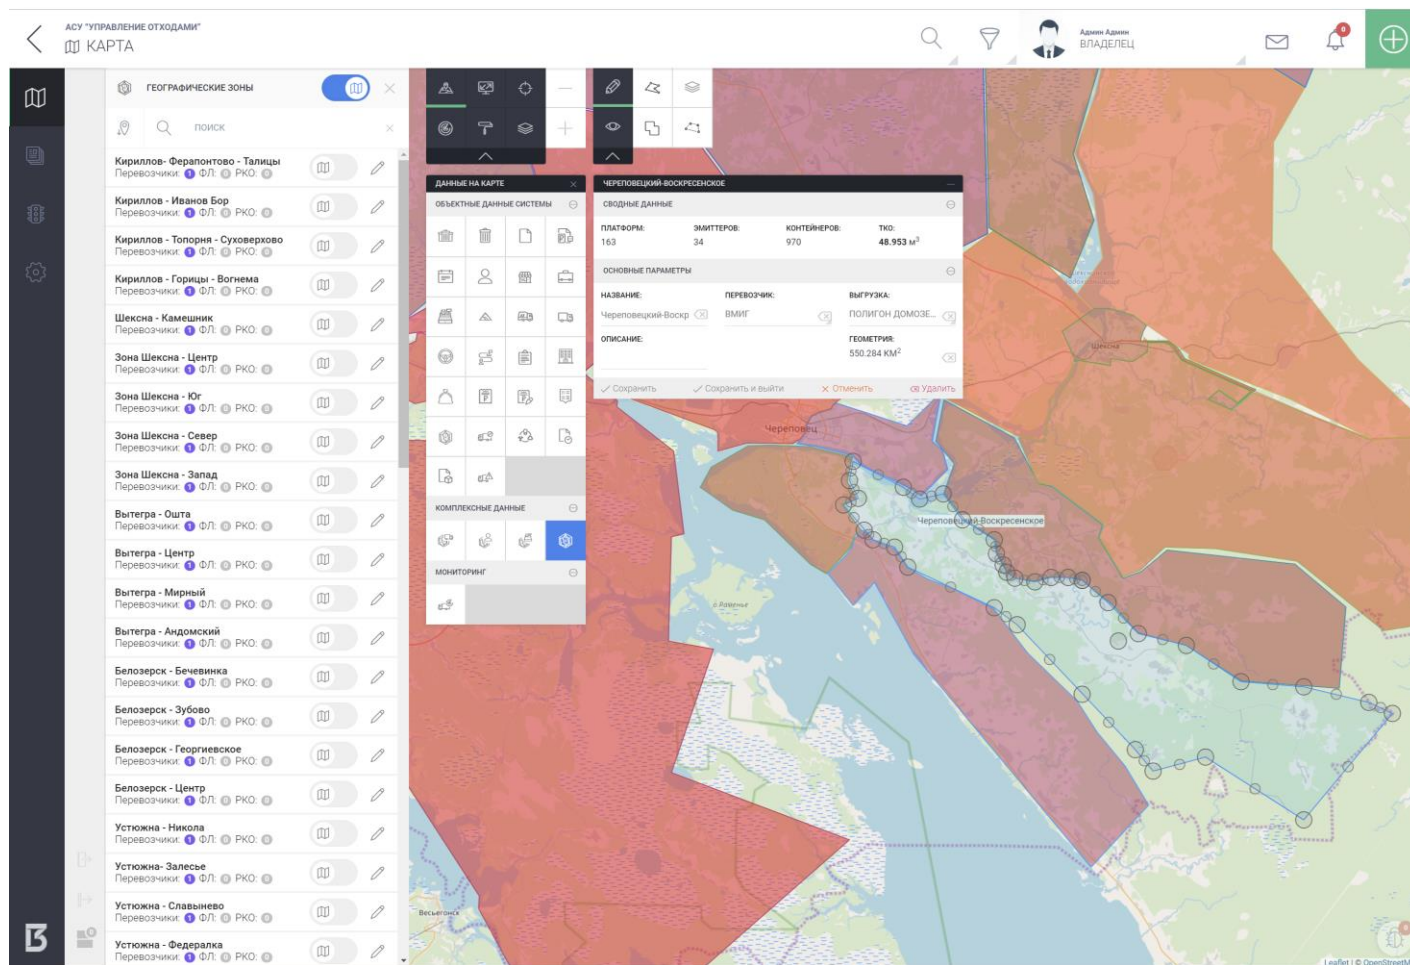 АСУ "УПРАВЛЕНИЕ ОТХОДАМИ"
КАРТА
Админ Админ
ВЛАДЕЛЕЦ
0
ГЕОГРАФИЧЕСКИЕ ЗОНЫ
ПОИСК
Кириллов- Ферапонтово - Талицы
Перевозчики: 1 ФЛ: 0 РКО: 0
Кириллов - Иванов Бор
Перевозчики: 1 ФЛ: 0 РКО: 0
Кириллов - Топорня - Суховерхово
Перевозчики: 1 ФЛ: 0 РКО: 0
Кириллов - Горицы - Вогнема
Перевозчики: 1 ФЛ: 0 РКО: 0
Шексна - Камешник
Перевозчики: 1 ФЛ: 0 РКО: 0
Зона Шексна - Центр
Перевозчики: 1 ФЛ: 0 РКО: 0
Зона Шексна - Юг
Перевозчики: 1 ФЛ: 0 РКО: 0
Зона Шексна - Север
Перевозчики: 1 ФЛ: 0 РКО: 0
Зона Шексна - Запад
Перевозчики: 1 ФЛ: 0 РКО: 0
Вытегра - Ошта
Перевозчики: 1 ФЛ: 0 РКО: 0
Вытегра - Центр
Перевозчики: 1 ФЛ: 0 РКО: 0
Вытегра - Мирный
Перевозчики: 1 ФЛ: 0 РКО: 0
Вытегра - Андомский
Перевозчики: 1 ФЛ: 0 РКО: 0
Белозерск - Бечевинка
Перевозчики: 1 ФЛ: 0 РКО: 0
Белозерск - Зубово
Перевозчики: 1 ФЛ: 0 РКО: 0
Белозерск - Георгиевское
Перевозчики: 1 ФЛ: 0 РКО: 0
Белозерск - Центр
Перевозчики: 1 ФЛ: 0 РКО: 0
Устюжна - Никола
Перевозчики: 1 ФЛ: 0 РКО: 0
Устюжна- Залесье
Перевозчики: 1 ФЛ: 0 РКО: 0
Устюжна - Славынево
Перевозчики: 1 ФЛ: 0 РКО: 0
Устюжна - Федералка
Перевозчики: 1 ФЛ: 0 РКО: 0
ДАННЫЕ НА КАРТЕ
ОБЪЕКТНЫЕ ДАННЫЕ СИСТЕМЫ
КОМПЛЕКСНЫЕ ДАННЫЕ
МОНИТОРИНГ
ЧЕРЕПОВЕЦКИЙ-ВОСКРЕСЕНСКОЕ
СВОДНЫЕ ДАННЫЕ
ПЛАТФОРМ: ЭМИТТЕРОВ: КОНТЕЙНЕРОВ: ТКО:
163 34 970 48.953 м³
ОСНОВНЫЕ ПАРАМЕТРЫ
НАЗВАНИЕ: ПЕРЕВОЗЧИК: ВЫГРУЗКА:
Череповецкий-Воскр ВМИГ ПОЛИГОН ДОМОЗЕ...
ОПИСАНИЕ: ГЕОМЕТРИЯ:
550.284 КМ²
Сохранить Сохранить и выйти Отменить Удалить
Шексна
Череповец
Череповецкий-Воскресенское
о. Ваганиха
Весьегонск
Leaflet | © OpenStreetM